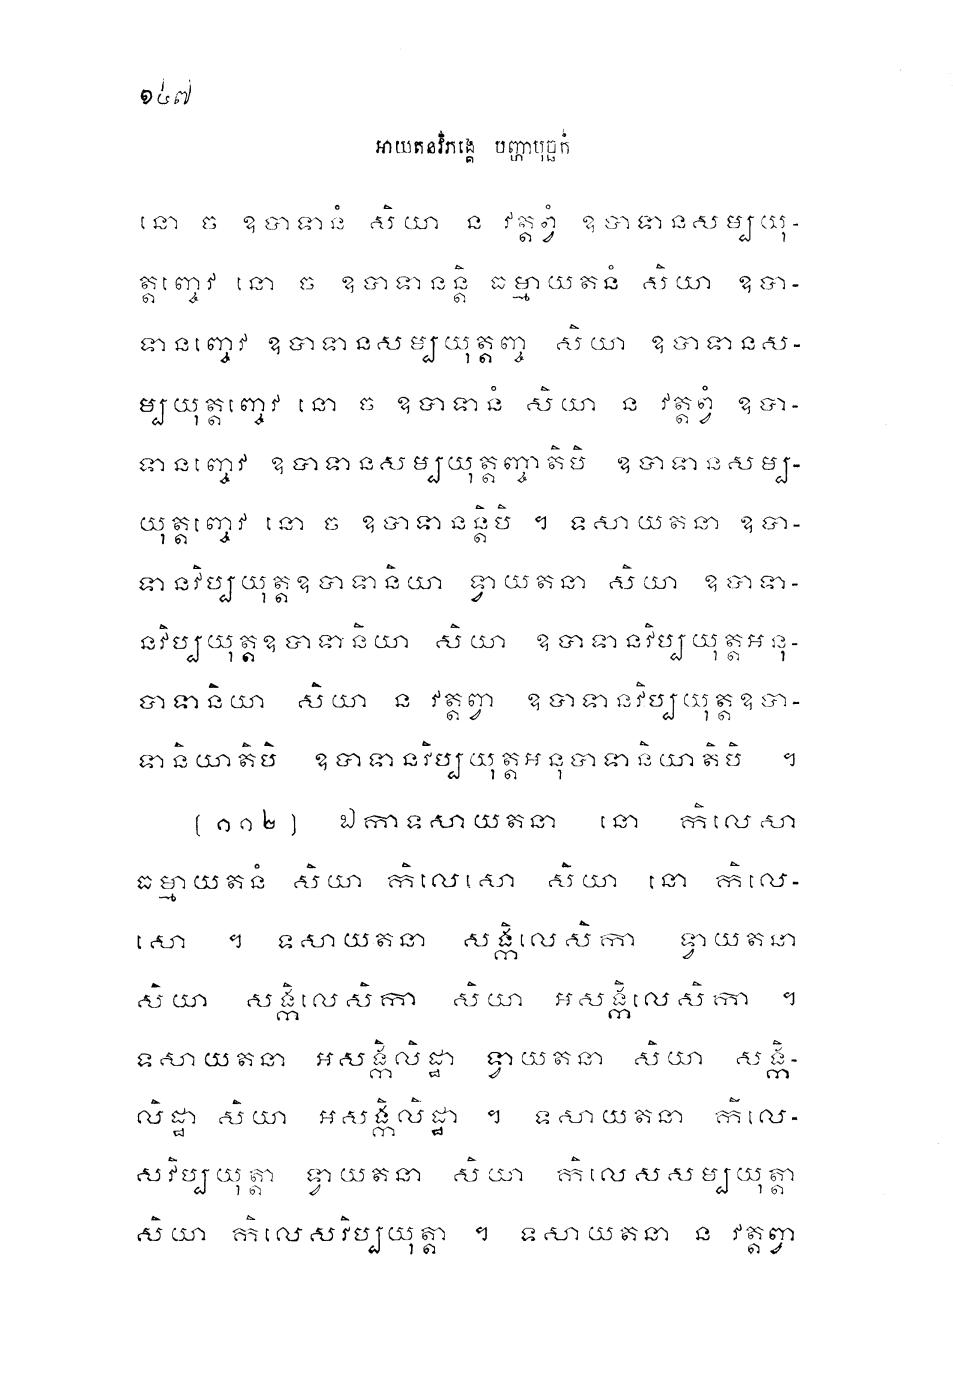 ១៤៧
អាយតនវិភង្គេ បញ្ហាបុច្ឆកំ
នោ ច ឧបាទានំ សិយា ន វត្តព្វំ ឧបាទានសម្បយុ-
ត្តញ្ចេវ នោ ច ឧបាទានន្តិ ធម្មាយតនំ សិយា ឧបា-
ទានញ្ចេវ ឧបាទានសម្បយុត្តញ្ច សិយា ឧបាទានស-
ម្បយុត្តញ្ចេវ នោ ច ឧបាទានំ សិយា ន វត្តព្វំ ឧបា-
ទានញ្ចេវ ឧបាទានសម្បយុត្តញ្ចាតិបិ ឧបាទានសម្ប-
យុត្តញ្ចេវ នោ ច ឧបាទានន្តិបិ ។ ទសាយតនា ឧបា-
ទានវិប្បយុត្តឧបាទានិយា ទ្វាយតនា សិយា ឧបាទា-
នវិប្បយុត្តឧបាទានិយា សិយា ឧបាទានវិប្បយុត្តអនុ-
បាទានិយា សិយា ន វត្តព្វា ឧបាទានវិប្បយុត្តឧបា-
ទានិយាតិបិ ឧបាទានវិប្បយុត្តអនុបាទានិយាតិបិ ។
(១១២) ឯកាទសាយតនា នោ កិលេសា
ធម្មាយតនំ សិយា កិលេសោ សិយា នោ កិលេ-
សោ ។ ទសាយតនា សង្កិលេសិកា ទ្វាយតនា
សិយា សង្កិលេសិកា សិយា អសង្កិលេសិកា ។
ទសាយតនា អសង្កិលិដ្ឋា ទ្វាយតនា សិយា សង្កិ-
លិដ្ឋា សិយា អសង្កិលិដ្ឋា ។ ទសាយតនា កិលេ-
សវិប្បយុត្តា ទ្វាយតនា សិយា កិលេសសម្បយុត្តា
សិយា កិលេសវិប្បយុត្តា ។ ទសាយតនា ន វត្តព្វា